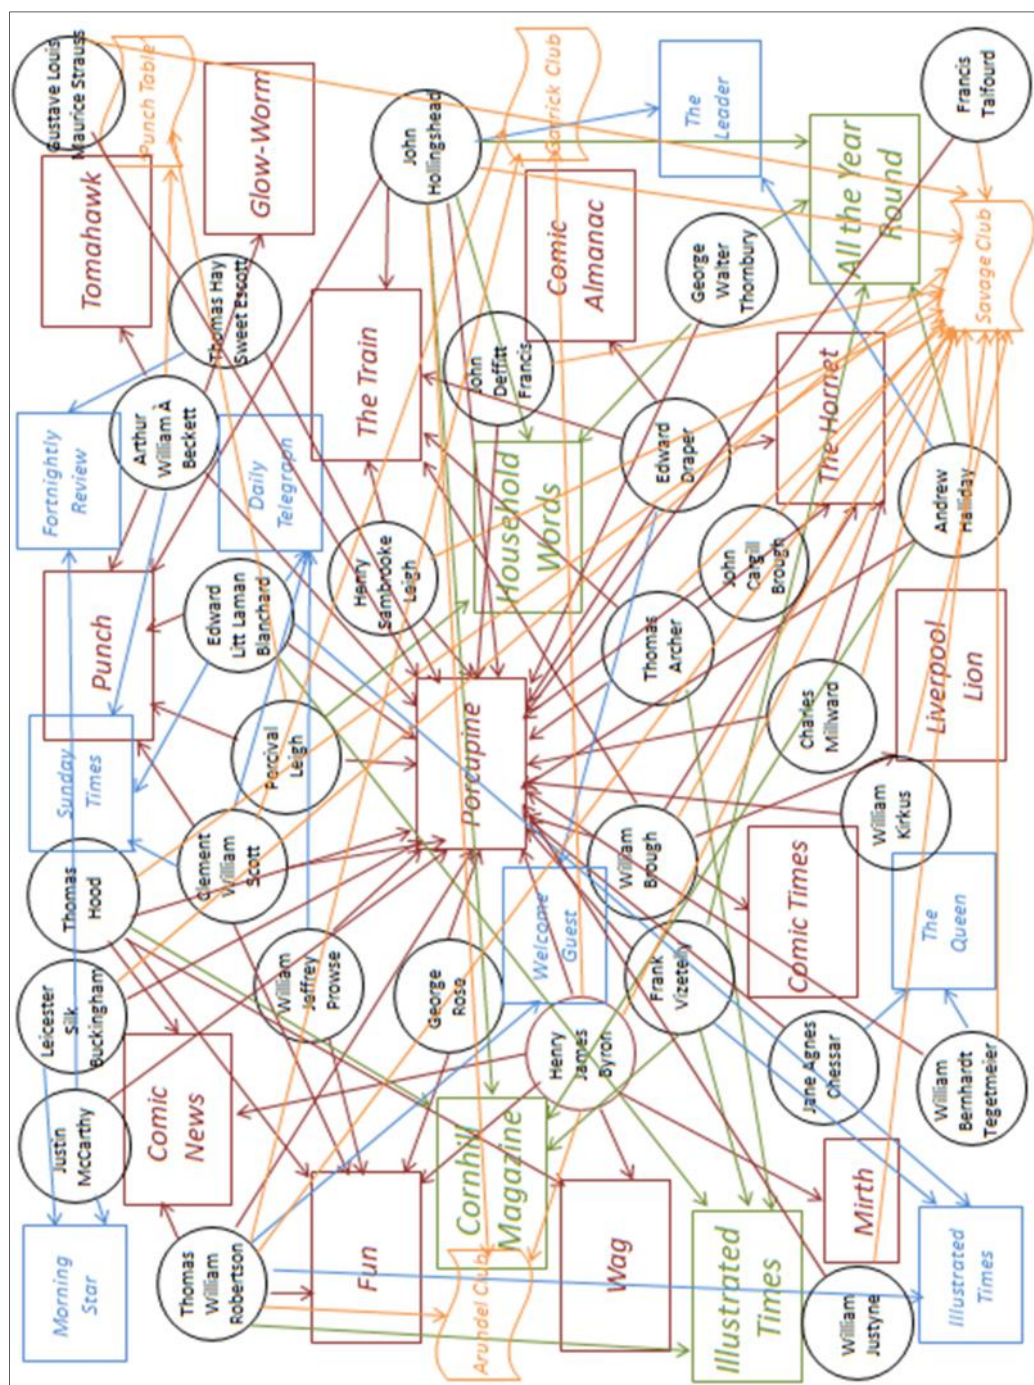 Morning
Star
Justin
McCarthy
Leicester
Silk
Buckingham
Thomas
Hood
Sunday
Times
Fortnightly
Review
Tomahawk
Gustave Louis
Maurice Strauss
'Punch Table'
Thomas
William
Robertson
Comic
News
Clement
William
Scott
Punch
Arthur
William À
Beckett
Thomas Hay
Sweet Escott
Glow-Worm
William
Jeffrey
Prowse
Percival
Leigh
Edward
Litt Laman
Blanchard
Daily
Telegraph
Fun
George
Rose
Henry
Sambrooke
Leigh
The Train
John
Hollingshead
Arundel Club
Cornhill
Magazine
Porcupine
Household
Words
John
Deffitt
Francis
Garrick Club
Wag
Henry
James
Byron
Welcome
Guest
Comic
Almanac
Illustrated
Times
Frank
Vizetelly
William
Brough
Thomas
Archer
Edward
Draper
George
Walter
Thornbury
The
Leader
William
Justyne
Mirth
Jane Agnes
Chessar
Comic Times
Charles
Millward
John
Cargill
Brough
The Hornet
All the Year
Round
Illustrated
Times
William
Bernhardt
Tegetmeier
The
Queen
William
Kirkus
Liverpool
Lion
Andrew
Halliday
Savage Club
Francis
Talfourd